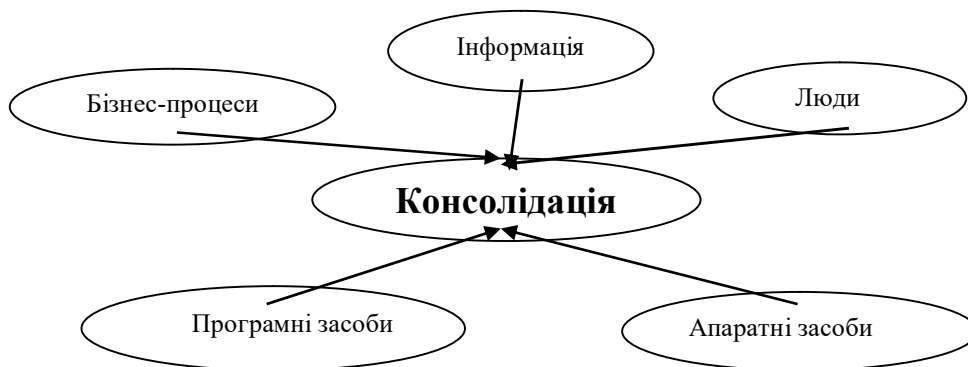 Інформація
Бізнес-процеси
Люди
Консолідація
Програмні засоби
Апаратні засоби